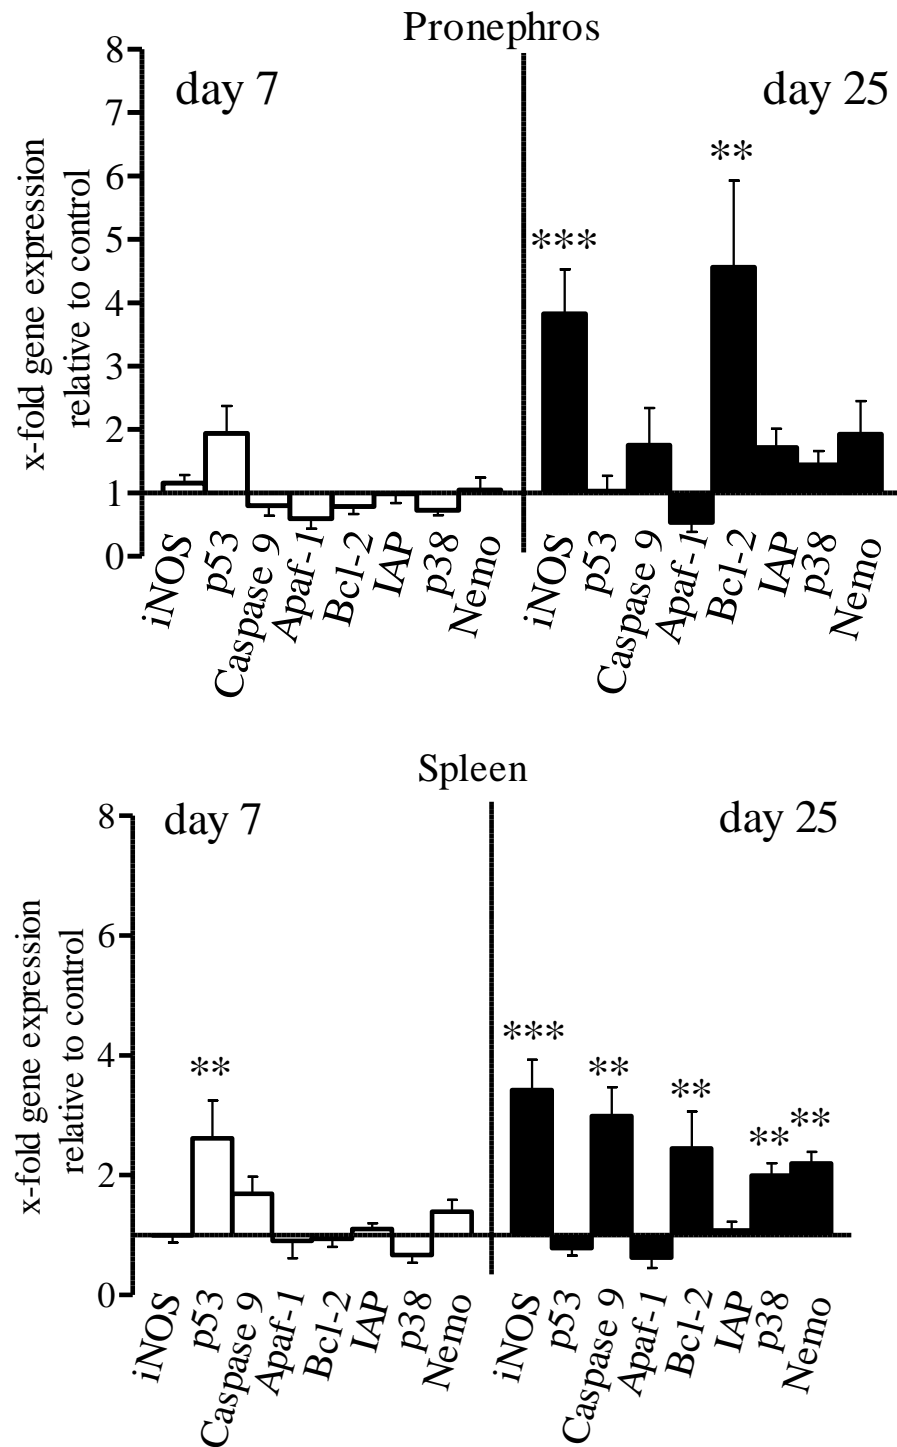 Pronephros
day 7
day 25
x-fold gene expression
relative to control
8
7
6
5
4
3
2
1
0
***
**
iNOS
p53
Caspase 9
Apaf-1
Bcl-2
IAP
p38
Nemo
iNOS
p53
Caspase 9
Apaf-1
Bcl-2
IAP
p38
Nemo
Spleen
day 7
day 25
x-fold gene expression
relative to control
8
6
4
2
0
**
***
**
**
**
**
iNOS
p53
Caspase 9
Apaf-1
Bcl-2
IAP
p38
Nemo
iNOS
p53
Caspase 9
Apaf-1
Bcl-2
IAP
p38
Nemo